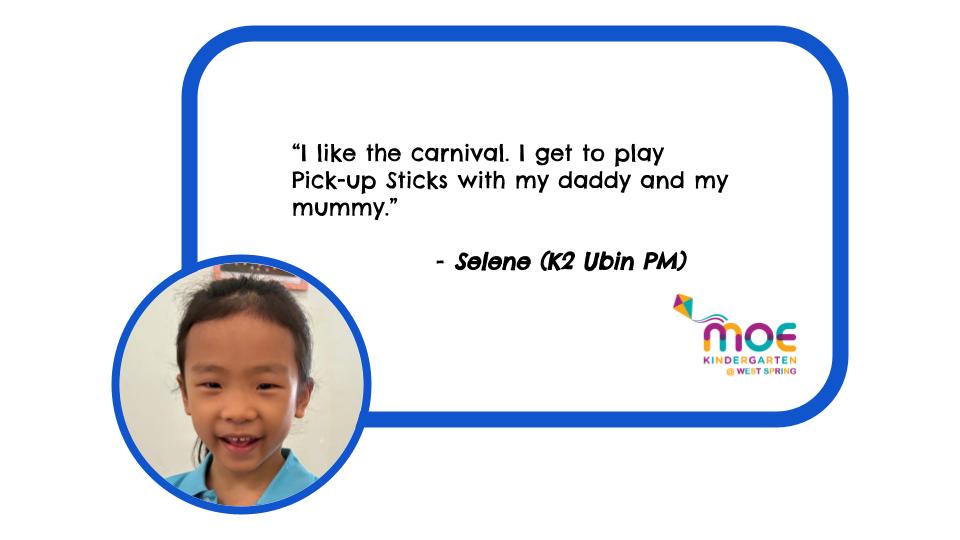 “I like the carnival. I get to play
Pick-up Sticks with my daddy and my
mummy.”
- Selene (K2 Ubin PM)
moe
KINDERGARTEN
@ WEST SPRING